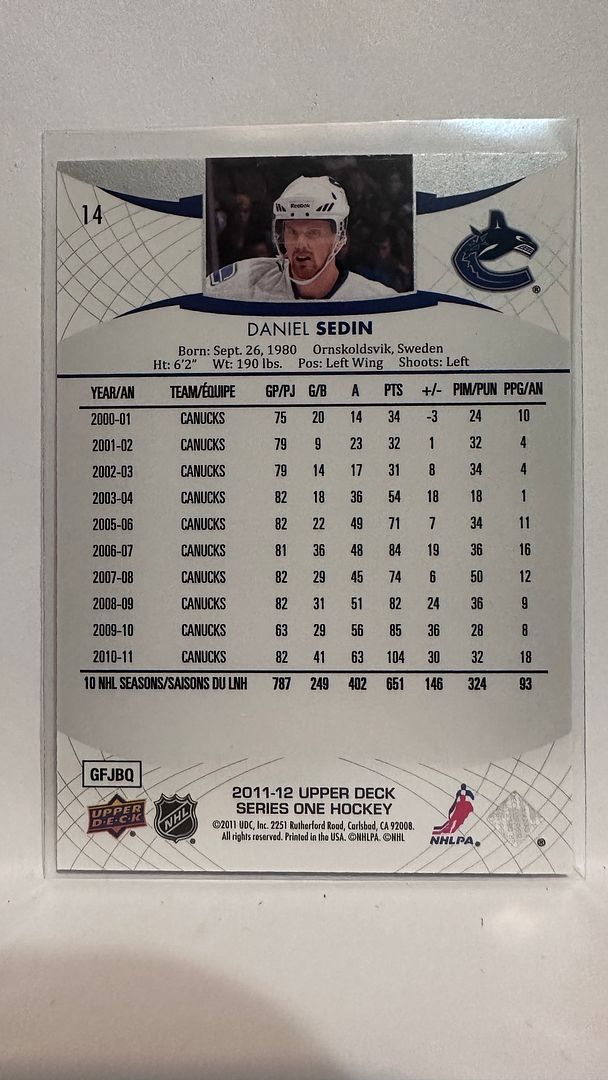 14
Reebok
DANIEL SEDIN
Born: Sept. 26, 1980 Ornskoldsvik, Sweden
Ht: 6'2" Wt: 190 lbs. Pos: Left Wing Shoots: Left
YEAR/AN TEAM/ÉQUIPE GP/PJ G/B A PTS +/- PIM/PUN PPG/AN
2000-01 CANUCKS 75 20 14 34 -3 24 10
2001-02 CANUCKS 79 9 23 32 1 32 4
2002-03 CANUCKS 79 14 17 31 8 34 4
2003-04 CANUCKS 82 18 36 54 18 18 1
2005-06 CANUCKS 82 22 49 71 7 34 11
2006-07 CANUCKS 81 36 48 84 19 36 16
2007-08 CANUCKS 82 29 45 74 6 50 12
2008-09 CANUCKS 82 31 51 82 24 36 9
2009-10 CANUCKS 63 29 56 85 36 28 8
2010-11 CANUCKS 82 41 63 104 30 32 18
10 NHL SEASONS/SAISONS DU LNH 787 249 402 651 146 324 93
GFJBQ
2011-12 UPPER DECK
SERIES ONE HOCKEY
©2011 UDC, Inc. 2251 Rutherford Road, Carlsbad, CA 92008.
All rights reserved. Printed in the USA. ©NHLPA. ©NHL
UPPER
D·E·C·K
NHL
NHLPA